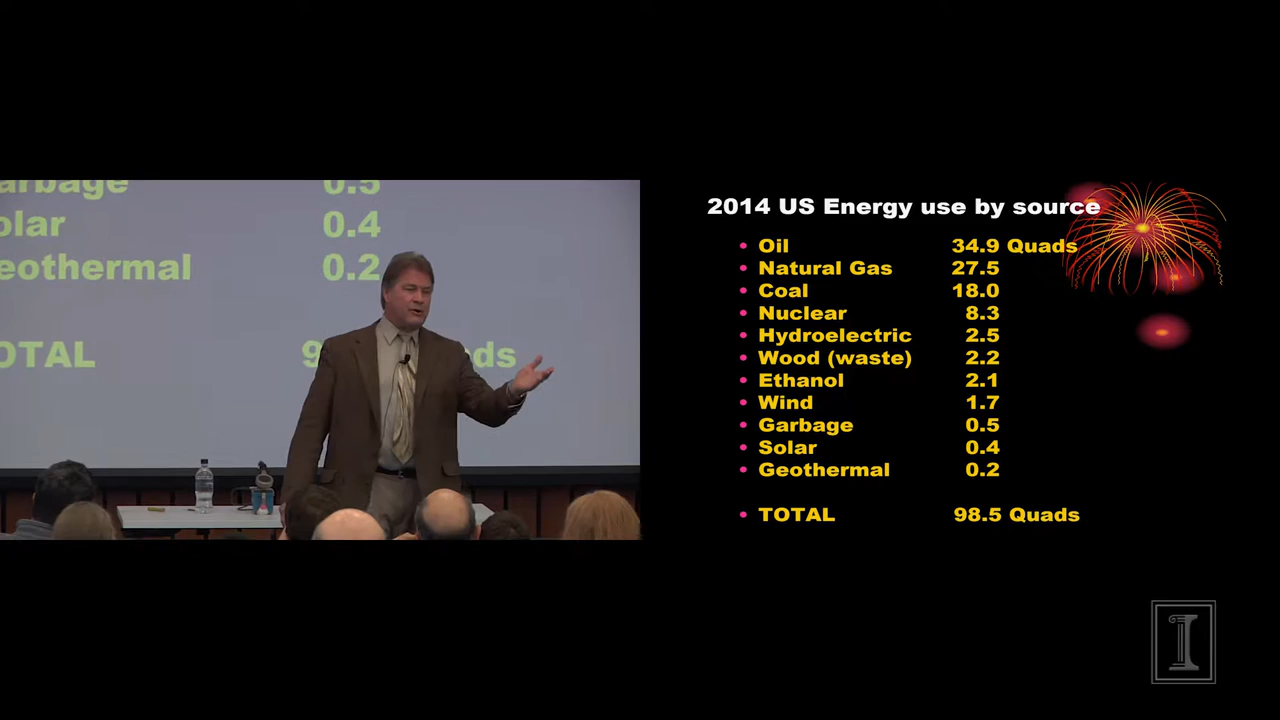 arbage 0.5
olar 0.4
eothermal 0.2
OTAL 9 ds
2014 US Energy use by source
• Oil 34.9 Quads
• Natural Gas 27.5
• Coal 18.0
• Nuclear 8.3
• Hydroelectric 2.5
• Wood (waste) 2.2
• Ethanol 2.1
• Wind 1.7
• Garbage 0.5
• Solar 0.4
• Geothermal 0.2
• TOTAL 98.5 Quads
I